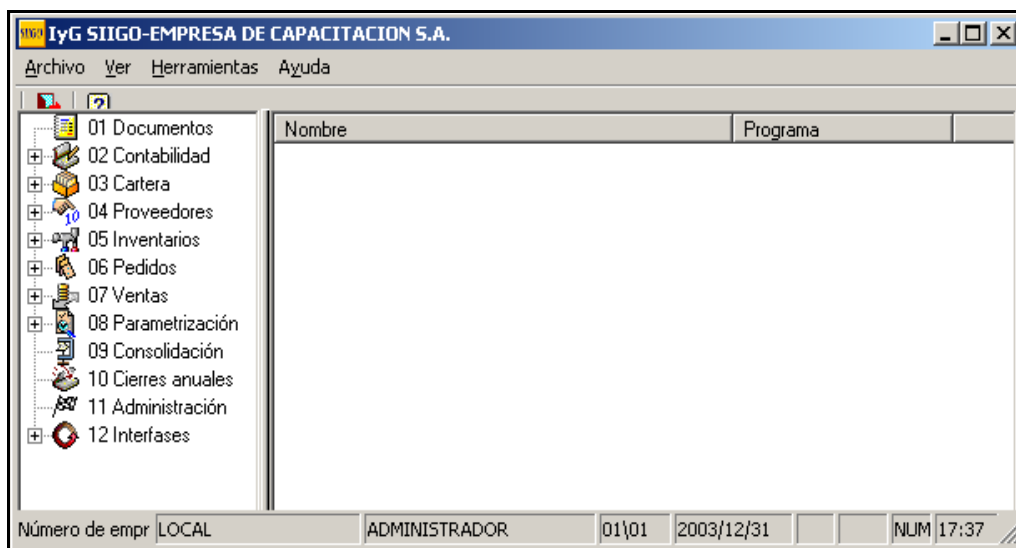 IyG SIIGO-EMPRESA DE CAPACITACION S.A.
Archivo Ver Herramientas Ayuda
Nombre Programa
01 Documentos
02 Contabilidad
03 Cartera
04 Proveedores
05 Inventarios
06 Pedidos
07 Ventas
08 Parametrización
09 Consolidación
10 Cierres anuales
11 Administración
12 Interfases
Número de empr LOCAL ADMINISTRADOR 01\01 2003/12/31 NUM 17:37